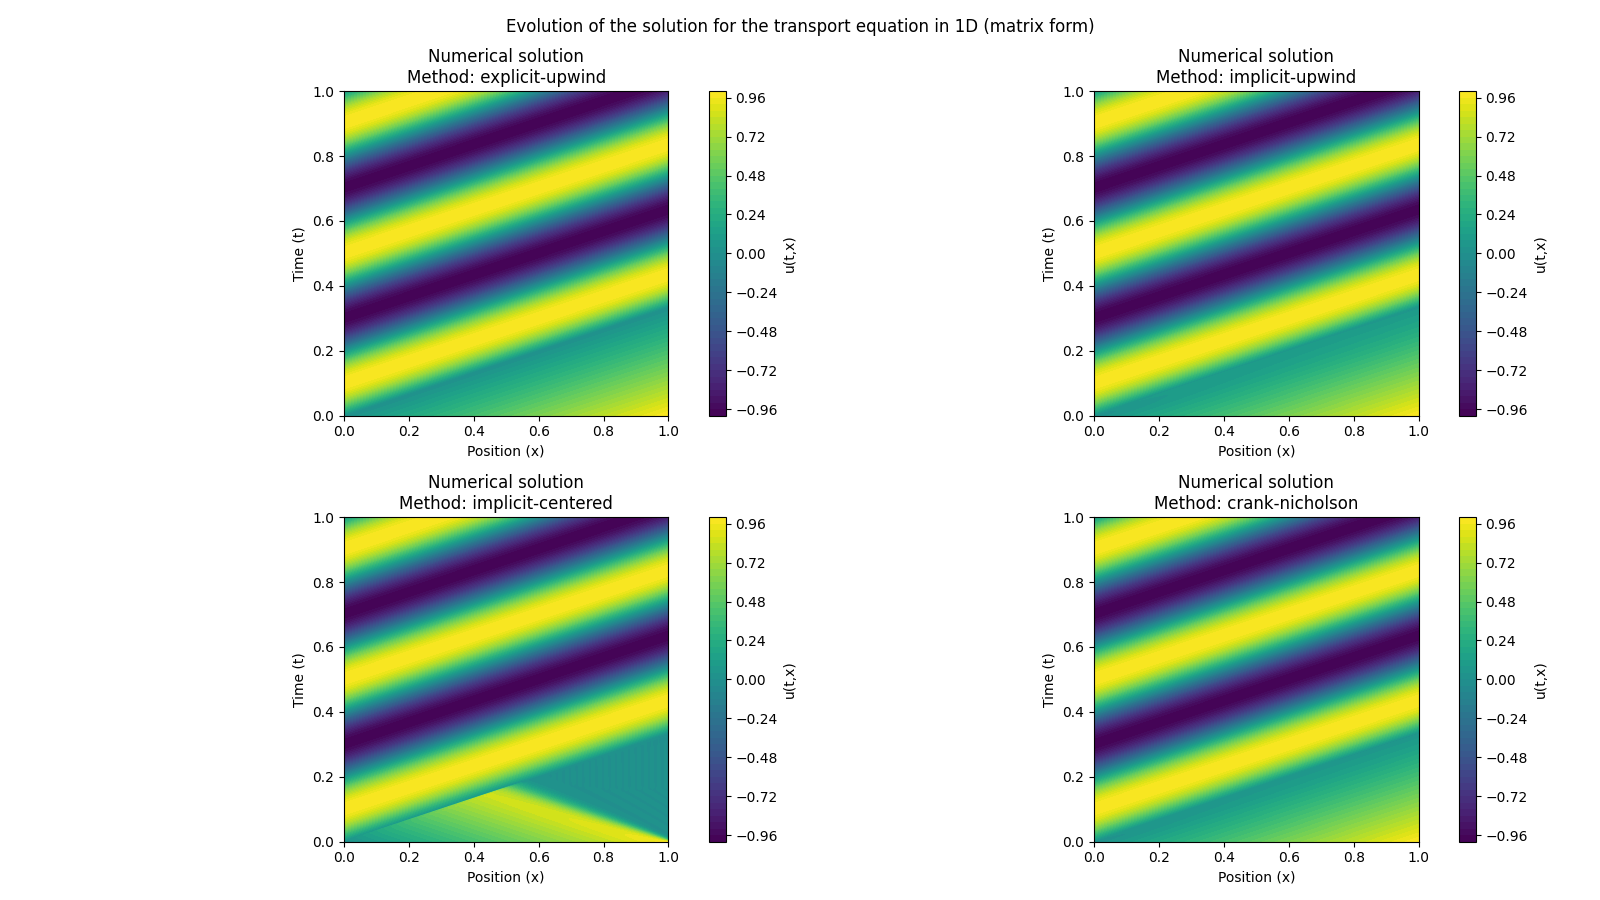 Evolution of the solution for the transport equation in 1D (matrix form)
Numerical solution
Method: explicit-upwind
1.0
0.8
0.6
0.4
0.2
0.0
Time (t)
0.0 0.2 0.4 0.6 0.8 1.0
Position (x)
0.96
0.72
0.48
0.24
0.00
−0.24
−0.48
−0.72
−0.96
u(t,x)
Numerical solution
Method: implicit-upwind
1.0
0.8
0.6
0.4
0.2
0.0
Time (t)
0.0 0.2 0.4 0.6 0.8 1.0
Position (x)
0.96
0.72
0.48
0.24
0.00
−0.24
−0.48
−0.72
−0.96
u(t,x)
Numerical solution
Method: implicit-centered
1.0
0.8
0.6
0.4
0.2
0.0
Time (t)
0.0 0.2 0.4 0.6 0.8 1.0
Position (x)
0.96
0.72
0.48
0.24
0.00
−0.24
−0.48
−0.72
−0.96
u(t,x)
Numerical solution
Method: crank-nicholson
1.0
0.8
0.6
0.4
0.2
0.0
Time (t)
0.0 0.2 0.4 0.6 0.8 1.0
Position (x)
0.96
0.72
0.48
0.24
0.00
−0.24
−0.48
−0.72
−0.96
u(t,x)